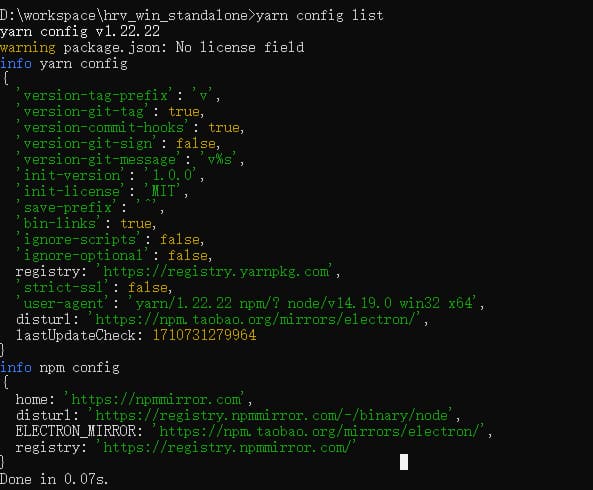 D:\workspace\hrv_win_standalone>yarn config list
yarn config v1.22.22
warning package.json: No license field
info yarn config
{
  'version-tag-prefix': 'v',
  'version-git-tag': true,
  'version-commit-hooks': true,
  'version-git-sign': false,
  'version-git-message': 'v%s',
  'init-version': '1.0.0',
  'init-license': 'MIT',
  'save-prefix': '^',
  'bin-links': true,
  'ignore-scripts': false,
  'ignore-optional': false,
  registry: 'https://registry.yarnpkg.com',
  'strict-ssl': false,
  'user-agent': 'yarn/1.22.22 npm/? node/v14.19.0 win32 x64',
  disturl: 'https://npm.taobao.org/mirrors/electron/',
  lastUpdateCheck: 1710731279964
}
info npm config
{
  home: 'https://npmmirror.com',
  disturl: 'https://registry.npmmirror.com/-/binary/node',
  ELECTRON_MIRROR: 'https://npm.taobao.org/mirrors/electron/',
  registry: 'https://registry.npmmirror.com/'
}
Done in 0.07s.